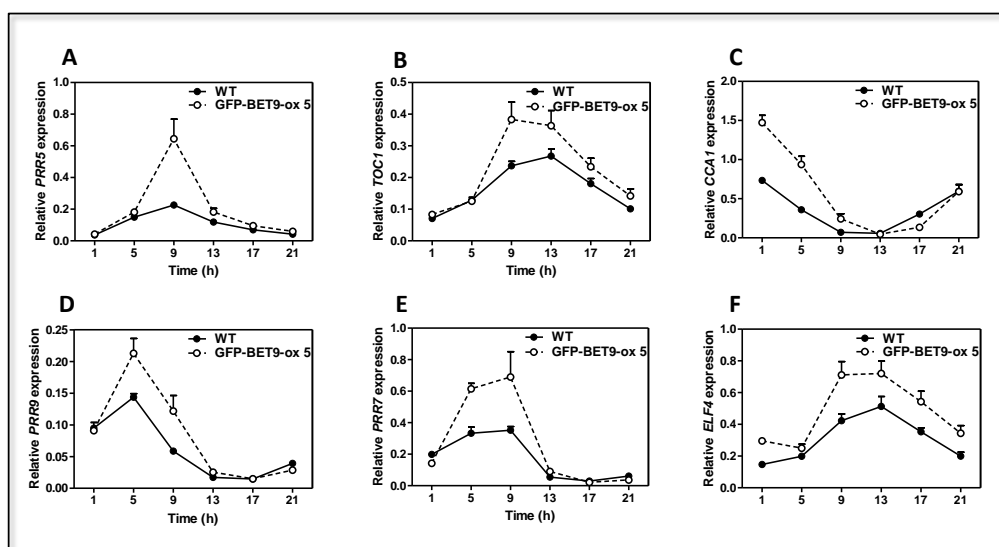 A
Relative PRR5 expression
1.0
0.8
0.6
0.4
0.2
0.0
WT
GFP-BET9-ox 5
1 5 9 13 17 21
Time (h)
B
Relative TOC1 expression
0.5
0.4
0.3
0.2
0.1
0.0
WT
GFP-BET9-ox 5
1 5 9 13 17 21
Time (h)
C
Relative CCA1 expression
2.0
1.5
1.0
0.5
0.0
WT
GFP-BET9-ox 5
1 5 9 13 17 21
Time (h)
D
Relative PRR9 expression
0.25
0.20
0.15
0.10
0.05
0.00
WT
GFP-BET9-ox 5
1 5 9 13 17 21
Time (h)
E
Relative PRR7 expression
1.0
0.8
0.6
0.4
0.2
0.0
WT
GFP-BET9-ox 5
1 5 9 13 17 21
Time (h)
F
Relative ELF4 expression
1.0
0.8
0.6
0.4
0.2
0.0
WT
GFP-BET9-ox 5
1 5 9 13 17 21
Time (h)